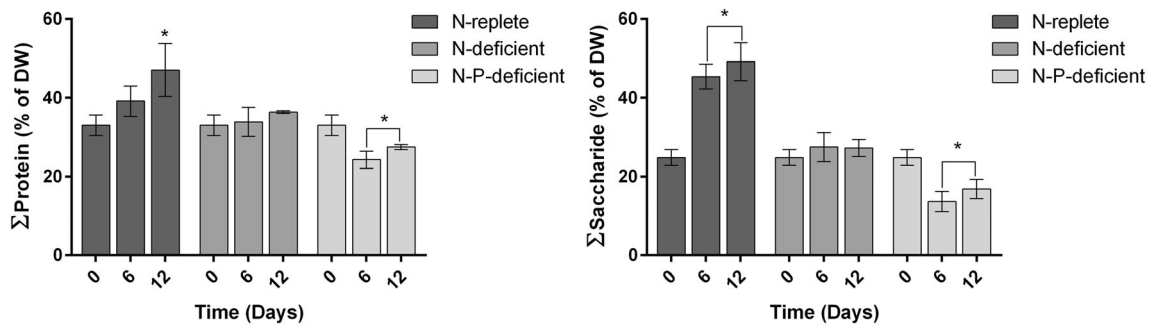 ΣProtein (% of DW)
60
40
20
0
*
*
0 6 12 0 6 12 0 6 12
Time (Days)
N-replete
N-deficient
N-P-deficient
ΣSaccharide (% of DW)
60
40
20
0
*
*
0 6 12 0 6 12 0 6 12
Time (Days)
N-replete
N-deficient
N-P-deficient